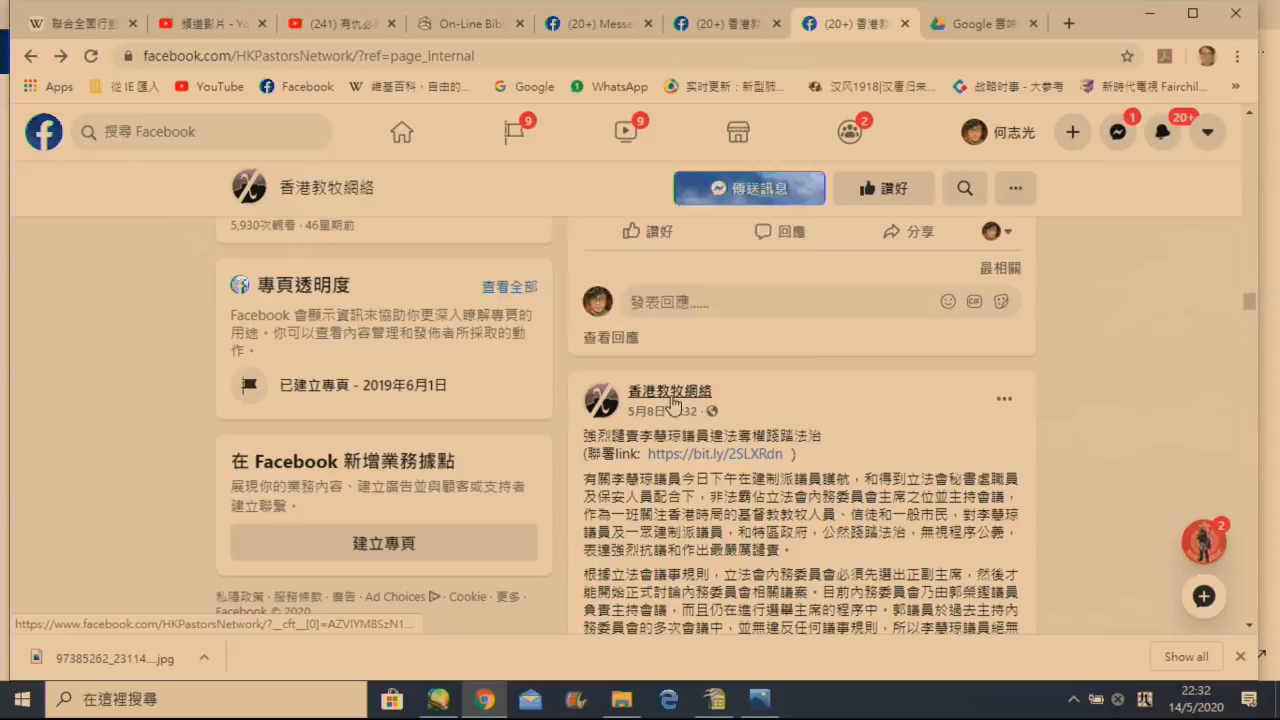 聯合全面行動
頻道影片 - Yo
(241) 有仇必
On-Line Bib
(20+) Messe
(20+) 香港教
(20+) 香港教
Google 雲端
facebook.com/HKPastorsNetwork/?ref=page_internal
Apps
從 IE 匯入
YouTube
Facebook
維基百科，自由的...
Google
WhatsApp
实时更新：新型肺...
汉风1918|汉唐归来...
战略时事 - 大参考
新時代電視 Fairchil...
搜尋 Facebook
9
9
2
何志光
1
20+
香港教牧網絡
傳送訊息
讚好
5,930次觀看 · 46星期前
讚好
回應
分享
最相關
發表回應......
查看回應
專頁透明度
查看全部
Facebook 會顯示資訊來協助你更深入瞭解專頁的
用途。你可以查看內容管理和發佈者所採取的動
作。
已建立專頁 - 2019年6月1日
在 Facebook 新增業務據點
展現你的業務內容、建立廣告並與顧客或支持者
建立聯繫。
建立專頁
私隱政策 · 服務條款 · 廣告 · Ad Choices · Cookie · 更多 ·
Facebook © 2020
香港教牧網絡
5月8日 :32 ·
強烈譴責李慧琼議員違法奪權踐踏法治
(聯署link: https://bit.ly/2SLXRdn )
有關李慧琼議員今日下午在建制派議員護航，和得到立法會秘書處職員
及保安人員配合下，非法霸佔立法會內務委員會主席之位並主持會議，
作為一班關注香港時局的基督教教牧人員、信徒和一般市民，對李慧琼
議員及一眾建制派議員，和特區政府，公然踐踏法治，無視程序公義，
表達強烈抗議和作出最嚴厲譴責。
根據立法會議事規則，立法會內務委員會必須先選出正副主席，然後才
能開始正式討論內務委員會相關議案。目前內務委員會乃由郭榮鏗議員
負責主持會議，而且仍在進行選舉主席的程序中。郭議員於過去主持內
務委員會的多次會議中，並無違反任何議事規則，所以李慧琼議員絕無
2
https://www.facebook.com/HKPastorsNetwork/?__cft__[0]=AZVIYM8SzN1...
97385262_23114....jpg
Show all
在這裡搜尋
22:32
14/5/2020